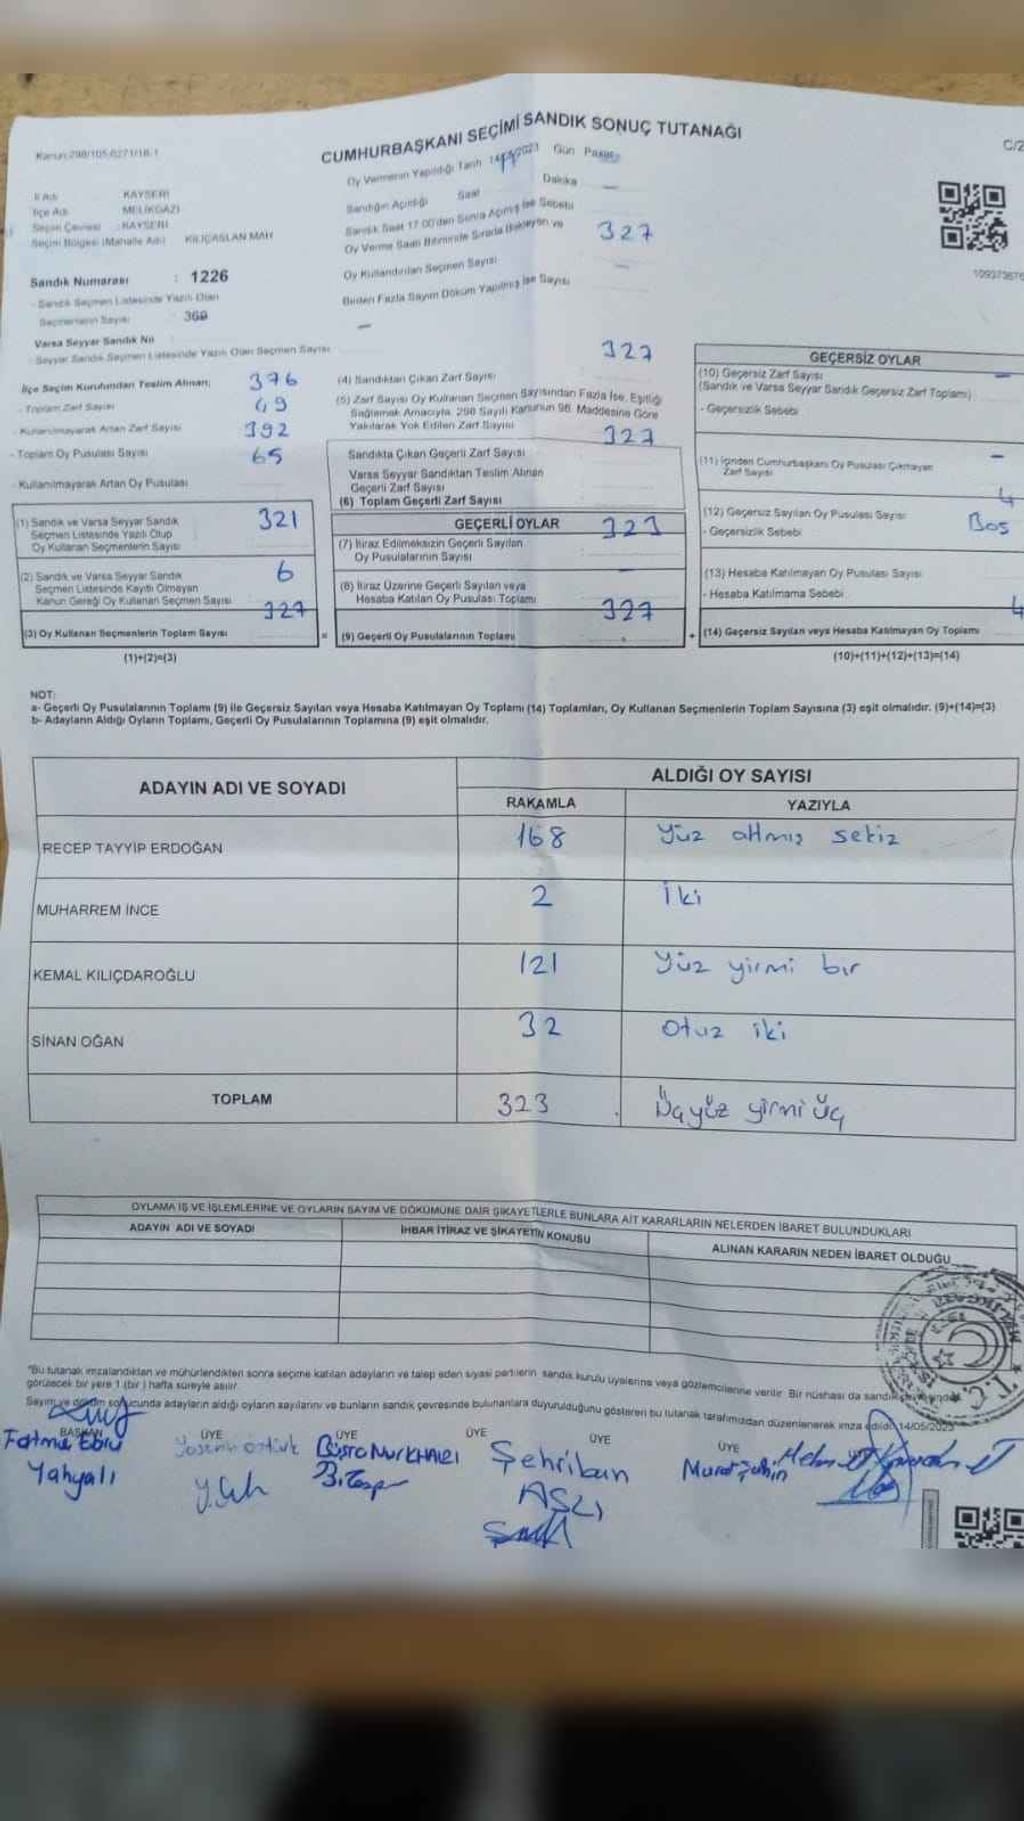 CUMHURBAŞKANI SEÇİMİ SANDIK SONUÇ TUTANAĞI
C/2
Oy Vermenin Yapıldığı Tarih 14/05/2023 Gün Pazar
İl Adı KAYSERİ
İlçe Adı MELİKGAZİ
Seçim Çevresi : KAYSERİ
Seçim Bölgesi (Mahalle Adı) KILIÇASLAN MAH
Sandık Numarası : 1226
- Sandık Seçmen Listesinde Yazılı Olan
Seçmenlerin Sayısı 369
Varsa Seyyar Sandık No
- Seyyar Sandık Seçmen Listesinde Yazılı Olan Seçmen Sayısı
Sandığın Açıldığı Saat Dakika —
Sandık Saat 17.00'den Sonra Açılmış İse Sebebi
Oy Verme Saati Bitiminde Sırada Bekleyen ve
Oy Kullandırılan Seçmen Sayısı
327
Birden Fazla Sayım Döküm Yapılmış İse Sayısı —
—
İlçe Seçim Kurulundan Teslim Alınan;
- Toplam Zarf Sayısı 376
- Kullanılmayarak Artan Zarf Sayısı 49
- Toplam Oy Pusulası Sayısı 392
- Kullanılmayarak Artan Oy Pusulası 65
(1) Sandık ve Varsa Seyyar Sandık
Seçmen Listesinde Yazılı Olup
Oy Kullanan Seçmenlerin Sayısı
321
(2) Sandık ve Varsa Seyyar Sandık
Seçmen Listesinde Kayıtlı Olmayan
Kanun Gereği Oy Kullanan Seçmen Sayısı
6
(3) Oy Kullanan Seçmenlerin Toplam Sayısı 327 =
(1)+(2)=(3)
(4) Sandıktan Çıkan Zarf Sayısı 327
(5) Zarf Sayısı Oy Kullanan Seçmen Sayısından Fazla İse, Eşitliği
Sağlamak Amacıyla, 298 Sayılı Kanunun 98. Maddesine Göre
Yakılarak Yok Edilen Zarf Sayısı
Sandıkta Çıkan Geçerli Zarf Sayısı 327
Varsa Seyyar Sandıktan Teslim Alınan
Geçerli Zarf Sayısı
(6) Toplam Geçerli Zarf Sayısı
GEÇERLİ OYLAR
(7) İtiraz Edilmeksizin Geçerli Sayılan
Oy Pusulalarının Sayısı
323
(8) İtiraz Üzerine Geçerli Sayılan veya
Hesaba Katılan Oy Pusulası Toplamı
—
(9) Geçerli Oy Pusulalarının Toplamı 327 +
GEÇERSİZ OYLAR
(10) Geçersiz Zarf Sayısı —
(Sandık ve Varsa Seyyar Sandık Geçersiz Zarf Toplamı)
- Geçersizlik Sebebi
(11) İçinden Cumhurbaşkanı Oy Pusulası Çıkmayan
Zarf Sayısı
—
(12) Geçersiz Sayılan Oy Pusulası Sayısı 4
- Geçersizlik Sebebi Boş
(13) Hesaba Katılmayan Oy Pusulası Sayısı
- Hesaba Katılmama Sebebi
(14) Geçersiz Sayılan veya Hesaba Katılmayan Oy Toplamı 4
(10)+(11)+(12)+(13)=(14)
NOT:
a- Geçerli Oy Pusulalarının Toplamı (9) ile Geçersiz Sayılan veya Hesaba Katılmayan Oy Toplamı (14) Toplamları, Oy Kullanan Seçmenlerin Toplam Sayısına (3) eşit olmalıdır. (9)+(14)=(3)
b- Adayların Aldığı Oyların Toplamı, Geçerli Oy Pusulalarının Toplamına (9) eşit olmalıdır.
ADAYIN ADI VE SOYADI ALDIĞI OY SAYISI
RAKAMLA YAZIYLA
RECEP TAYYİP ERDOĞAN 168 Yüz altmış sekiz
MUHARREM İNCE 2 İki
KEMAL KILIÇDAROĞLU 121 Yüz yirmi bir
SİNAN OĞAN 32 Otuz iki
TOPLAM 323 Üçyüz yirmi üç
OYLAMA İŞ VE İŞLEMLERİNE VE OYLARIN SAYIM VE DÖKÜMÜNE DAİR ŞİKAYETLERLE BUNLARA AİT KARARLARIN NELERDEN İBARET BULUNDUKLARI
ADAYIN ADI VE SOYADI İHBAR İTİRAZ VE ŞİKAYETİN KONUSU ALINAN KARARIN NEDEN İBARET OLDUĞU
"Bu tutanak imzalandıktan ve mühürlendikten sonra seçime katılan adayların ve talep eden siyasi partilerin sandık kurulu üyelerine veya gözlemcilerine verilir. Bir nüshası da sandık çevresinde
görülecek bir yere 1 (bir) hafta süreyle asılır.
Sayım ve döküm sonucunda adayların aldığı oyların sayılarını ve bunların sandık çevresinde bulunanlara duyurulduğunu gösteren bu tutanak tarafımızdan düzenlenerek imza edildi. 14/05/2023
BAŞKAN ÜYE ÜYE ÜYE ÜYE ÜYE
Fatma Ebru Yasemin Öztürk Büşra Nur Şehriban Murat Şahin
Yahyalı ASLI
T.C.